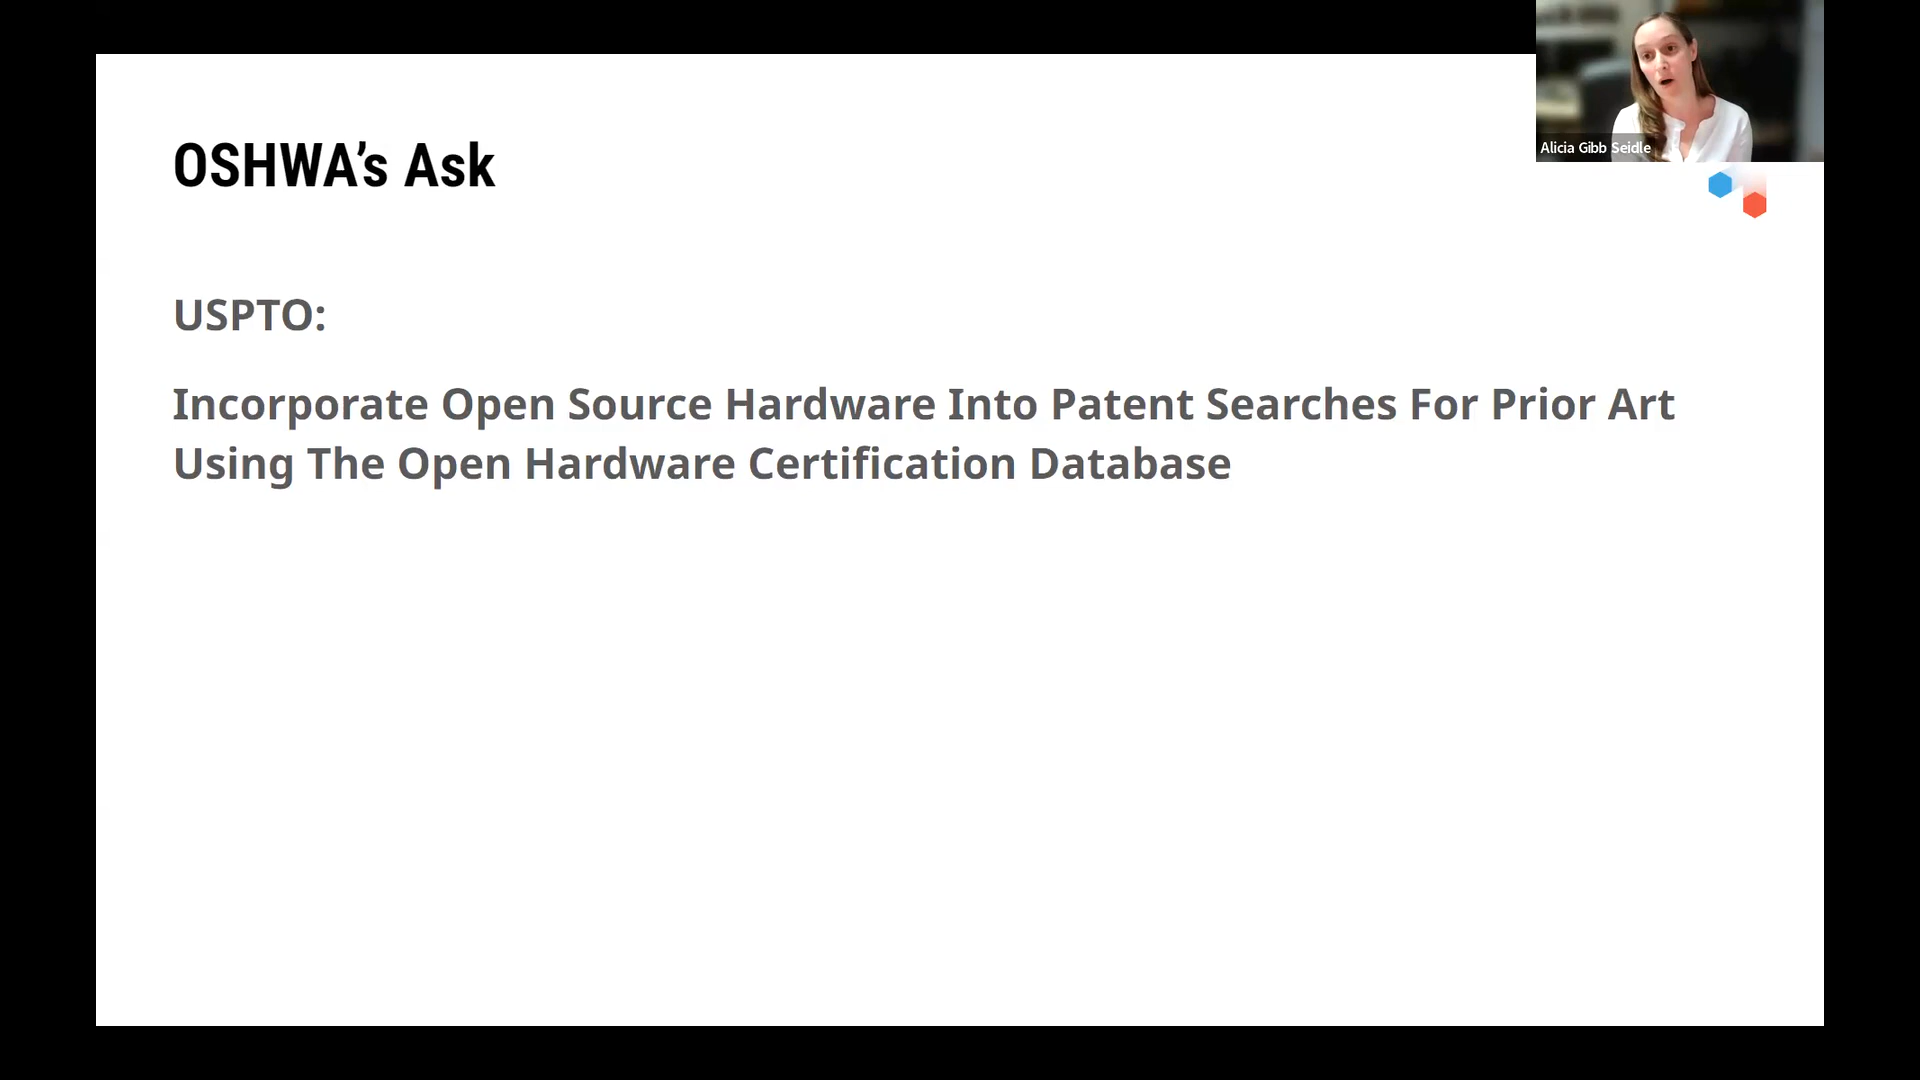 OSHWA’s Ask
Alicia Gibb Seidle
USPTO:
Incorporate Open Source Hardware Into Patent Searches For Prior Art
Using The Open Hardware Certification Database